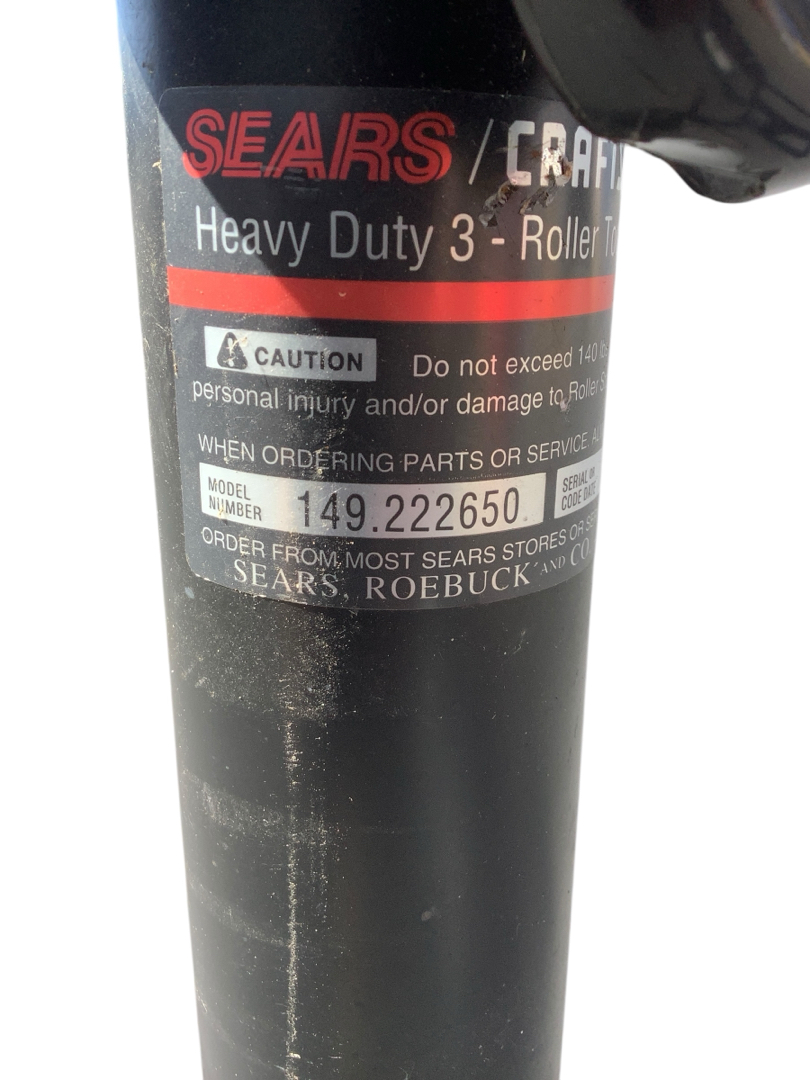 SEARS / CRAF
Heavy Duty 3 - Roller
CAUTION Do not exceed 140
personal injury and/or damage to Roller
WHEN ORDERING PARTS OR SERVICE
MODEL NUMBER 149.222650 SERIAL OR CODE DATE
ORDER FROM MOST SEARS STORES OR
SEARS, ROEBUCK AND CO.